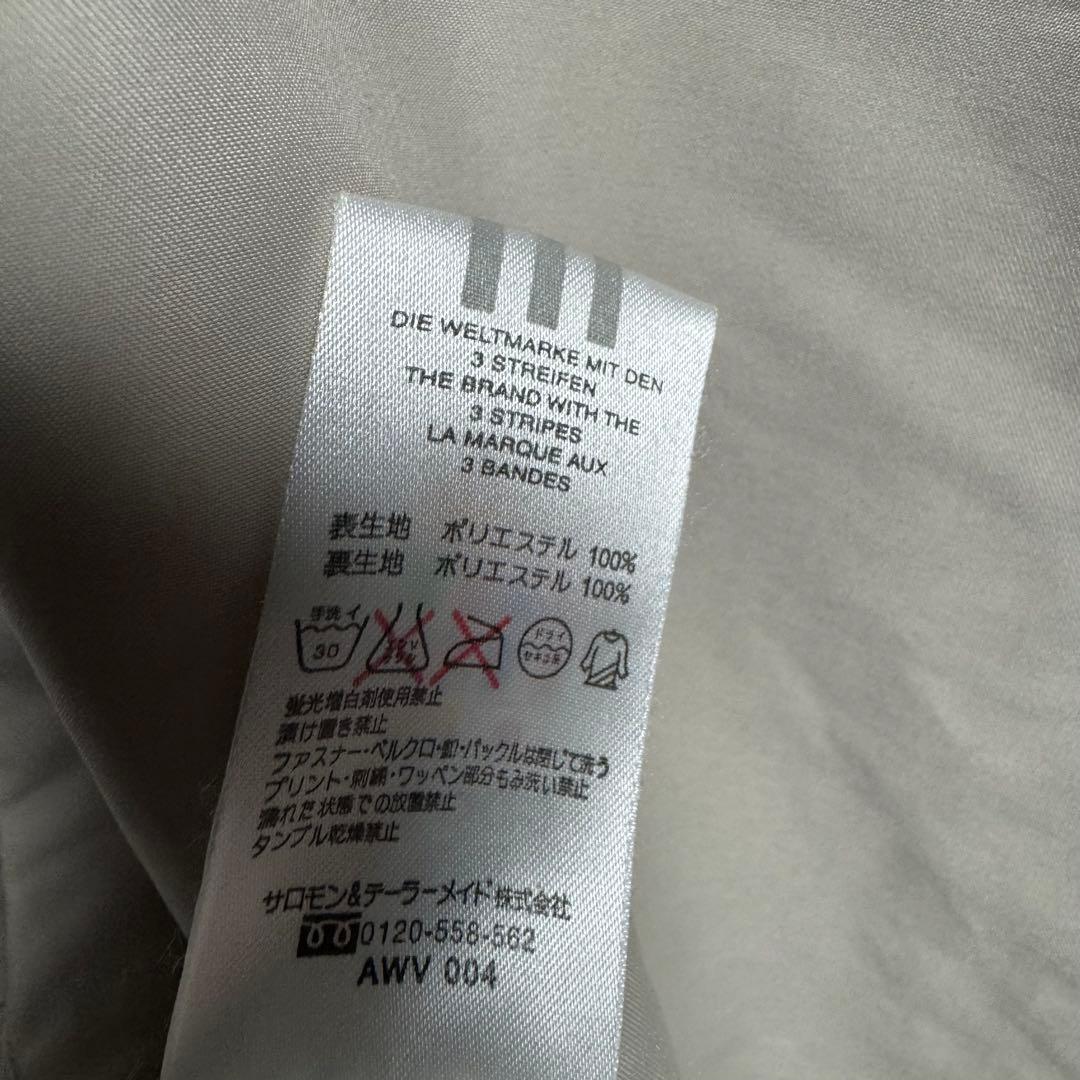 DIE WELTMARKE MIT DEN
3 STREIFEN
THE BRAND WITH THE
3 STRIPES
LA MARQUE AUX
3 BANDES
表生地 ポリエステル 100%
裏生地 ポリエステル 100%
手洗イ
30
ドライ
セキユ系
蛍光増白剤使用禁止
漬け置き禁止
ファスナー・ベルクロ・釦・バックルは閉じて洗う
プリント・刺繍・ワッペン部分もみ洗い禁止
濡れた状態での放置禁止
タンブル乾燥禁止
サロモン&テーラーメイド株式会社
0120-558-562
AWV 004